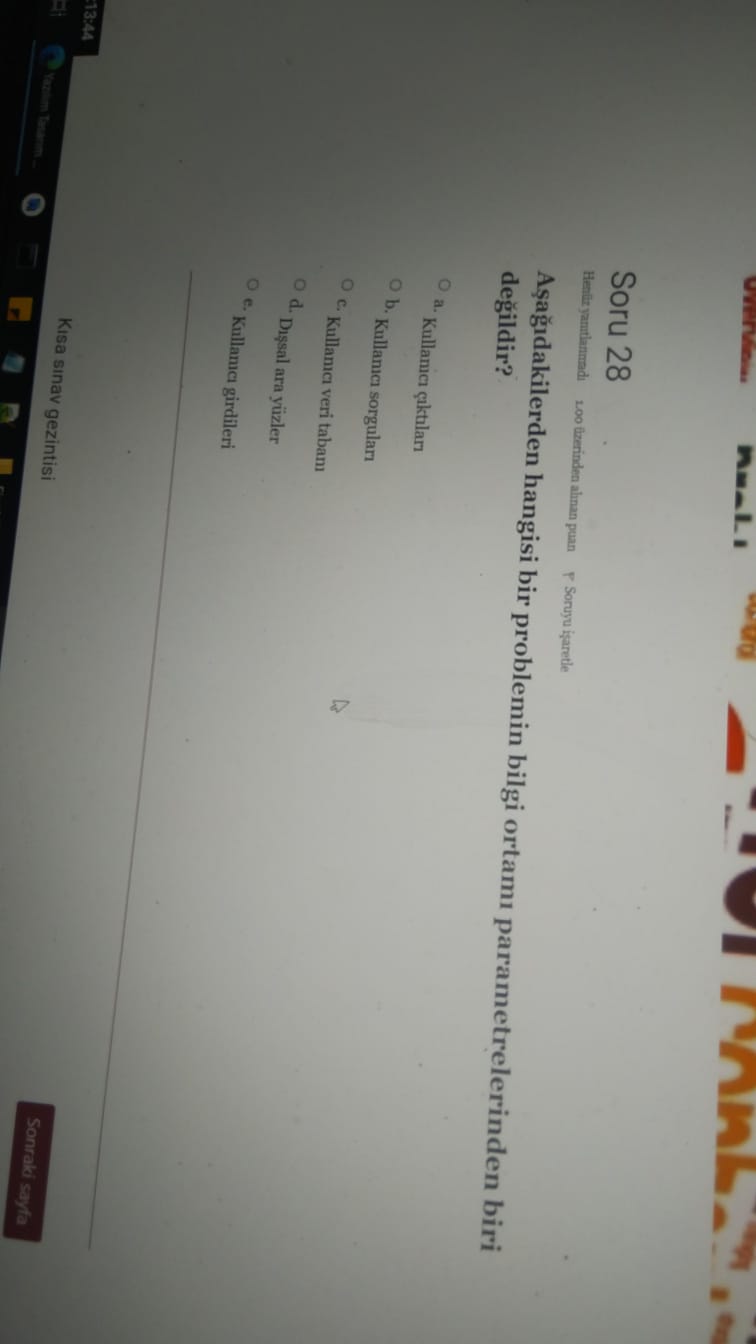 Soru 28
Henüz yanıtlanmadı 1.00 üzerinden alınan puan Soruyu işaretle
Aşağıdakilerden hangisi bir problemin bilgi ortamı parametrelerinden biri
değildir?
a. Kullanıcı çıktıları
b. Kullanıcı sorguları
c. Kullanıcı veri tabanı
d. Dışsal ara yüzler
e. Kullanıcı girdileri
Sonraki sayfa
Kısa sınav gezintisi
Yazılım Tasarım ...
:13:44